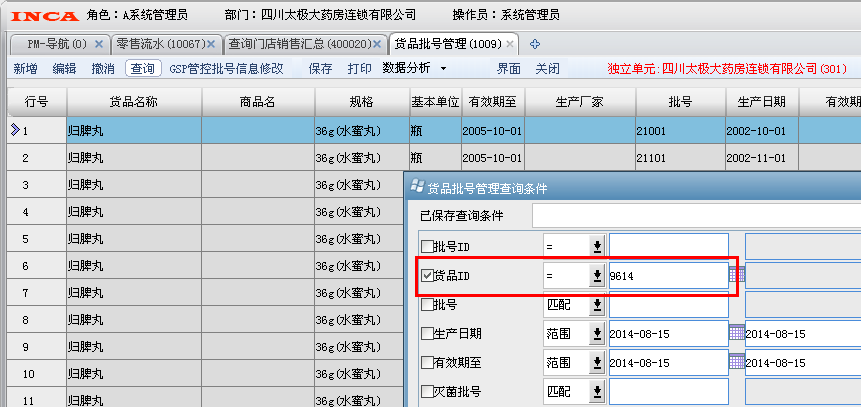 INCA 角色：A系统管理员 部门：四川太极大药房连锁有限公司 操作员：系统管理员
PM-导航(0) × 零售流水(10067) × 查询门店销售汇总(400020) × 货品批号管理(1009) ×
新增 编辑 撤消 查询 GSP管控批号信息修改 保存 打印 数据分析 界面 关闭 独立单元:四川太极大药房连锁有限公司(301)
行号 货品名称 商品名 规格 基本单位 有效期至 生产厂家 批号 生产日期 有效期
1 归脾丸 36g(水蜜丸) 瓶 2005-10-01 21001 2002-10-01
2 归脾丸 36g(水蜜丸) 瓶 2005-10-01 21101 2002-11-01
3 归脾丸 36g(水蜜丸)
4 归脾丸 36g(水蜜丸)
5 归脾丸 36g(水蜜丸)
6 归脾丸 36g(水蜜丸)
7 归脾丸 36g(水蜜丸)
8 归脾丸 36g(水蜜丸)
9 归脾丸 36g(水蜜丸)
10 归脾丸 36g(水蜜丸)
11 归脾丸 36g(水蜜丸)
货品批号管理查询条件
已保存查询条件
批号ID =
货品ID = 9614
批号 匹配
生产日期 范围 2014-08-15 2014-08-15
有效期至 范围 2014-08-15 2014-08-15
灭菌批号 匹配